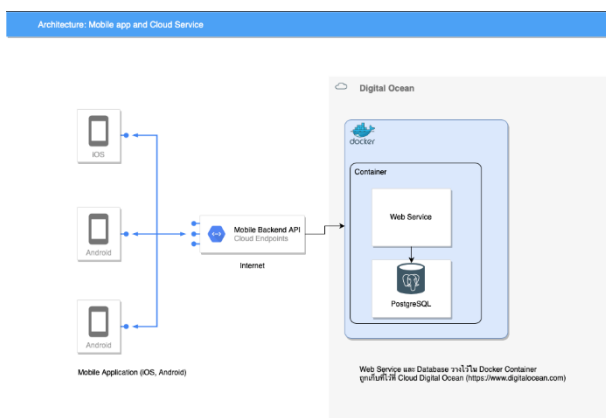 Architecture: Mobile app and Cloud Service
Digital Ocean
docker
iOS
Container
Web Service
Android
Mobile Backend API
Cloud Endpoints
Internet
PostgreSQL
Android
Mobile Application (iOS, Android)
Web Service และ Database วางไว้ใน Docker Container
ถูกเก็บที่ไว้ที่ Cloud Digital Ocean (https://www.digitalocean.com)